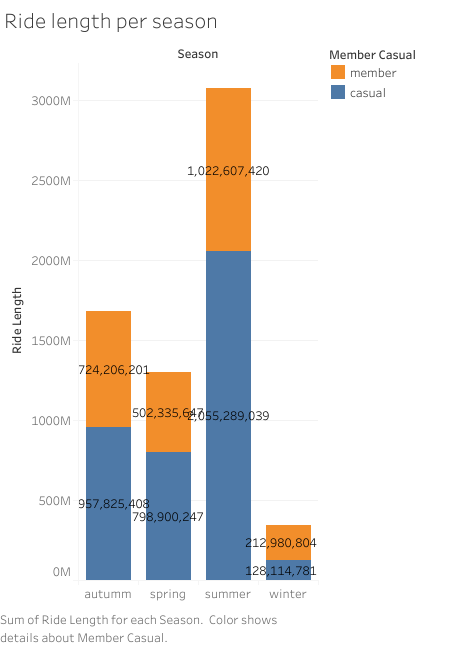 Ride length per season
Season
Member Casual
member
casual
3000M
2500M
2000M
1500M
1000M
500M
0M
Ride Length
1,022,607,420
724,206,201
502,335,647
2,055,289,039
957,825,408
798,900,247
212,980,804
128,114,781
autumm spring summer winter
Sum of Ride Length for each Season. Color shows
details about Member Casual.